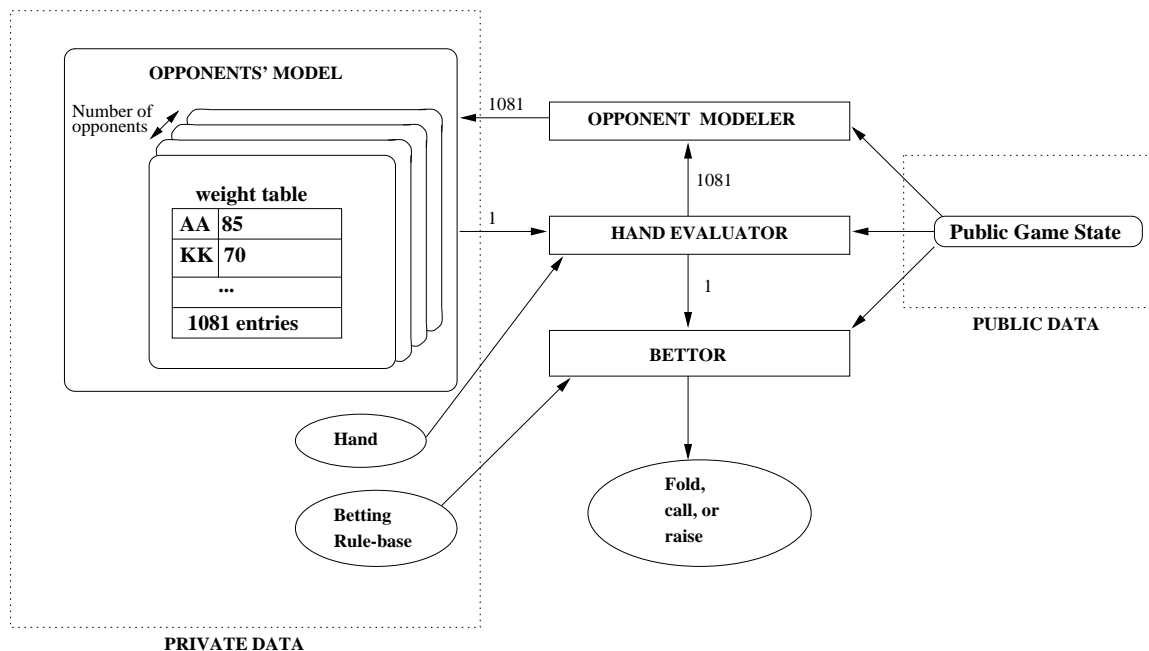 OPPONENTS' MODEL
Number of
opponents
weight table
AA 85
KK 70
...
1081 entries
1081
OPPONENT MODELER
1081
1
HAND EVALUATOR
Public Game State
1
PUBLIC DATA
BETTOR
Hand
Betting
Rule-base
Fold,
call, or
raise
PRIVATE DATA